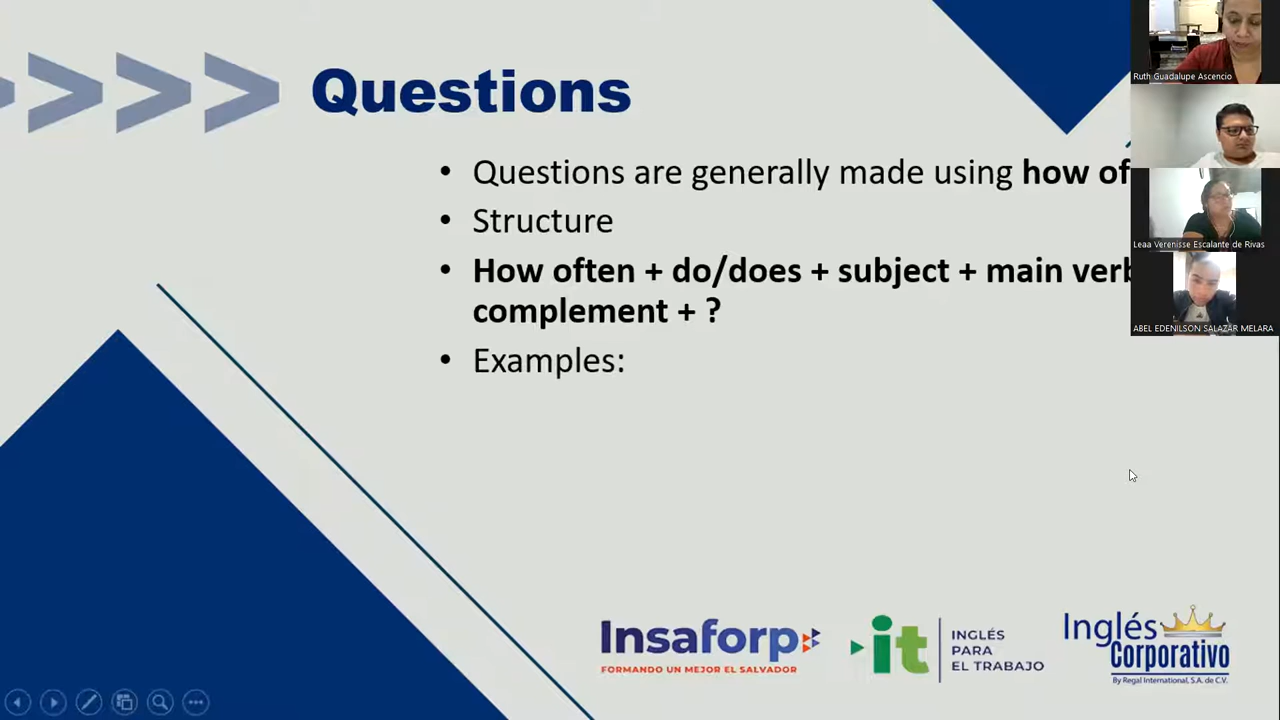 Questions
Questions are generally made using how of
Structure
How often + do/does + subject + main verb
complement + ?
Examples:
Ruth Guadalupe Ascencio
Leaa Verenisse Escalante de Rivas
ABEL EDENILSON SALAZAR MELARA
Insaforp
FORMANDO UN MEJOR EL SALVADOR
it
INGLÉS
PARA
EL TRABAJO
Inglés
Corporativo
By Regal International, S.A. de C.V.